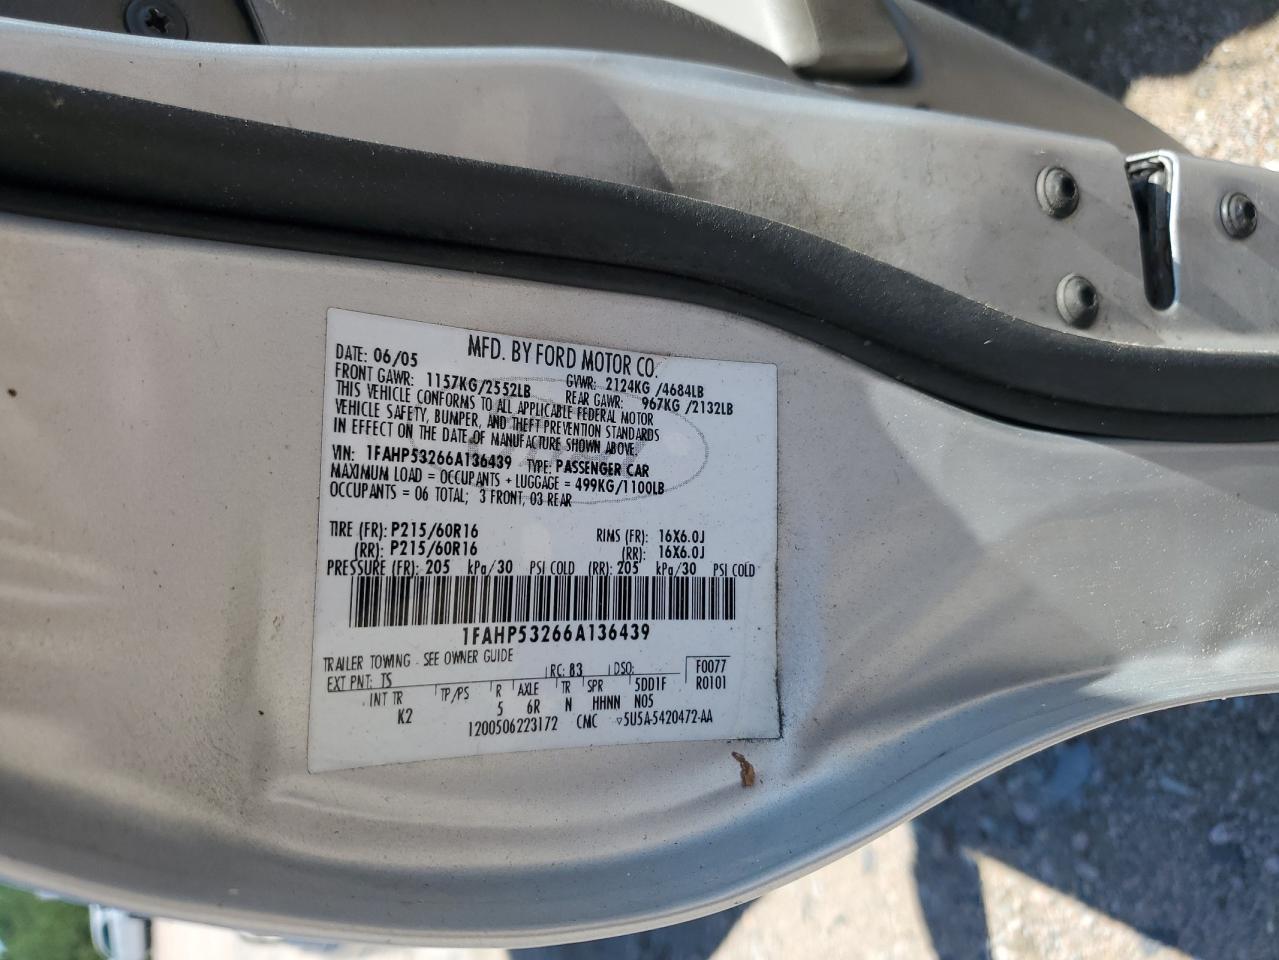 MFD. BY FORD MOTOR CO.
DATE: 06/05 GVWR: 2124KG /4684LB
FRONT GAWR: 1157KG/2552LB REAR GAWR: 967KG /2132LB
THIS VEHICLE CONFORMS TO ALL APPLICABLE FEDERAL MOTOR
VEHICLE SAFETY, BUMPER, AND THEFT PREVENTION STANDARDS
IN EFFECT ON THE DATE OF MANUFACTURE SHOWN ABOVE.
VIN: 1FAHP53266A136439 TYPE: PASSENGER CAR
MAXIMUM LOAD = OCCUPANTS + LUGGAGE = 499KG/1100LB
OCCUPANTS = 06 TOTAL; 3 FRONT, 03 REAR
TIRE (FR): P215/60R16 RIMS (FR): 16X6.0J
(RR): P215/60R16 (RR): 16X6.0J
PRESSURE (FR): 205 kPa/30 PSI COLD (RR): 205 kPa/30 PSI COLD
1FAHP53266A136439
TRAILER TOWING - SEE OWNER GUIDE
EXT PNT: TS RC: 83 DSO: F0077
R0101
INT TR TP/PS R AXLE TR SPR 5DD1F
K2 5 6R N HHNN N05
1200506223172 CMC ▽5U5A-5420472-AA